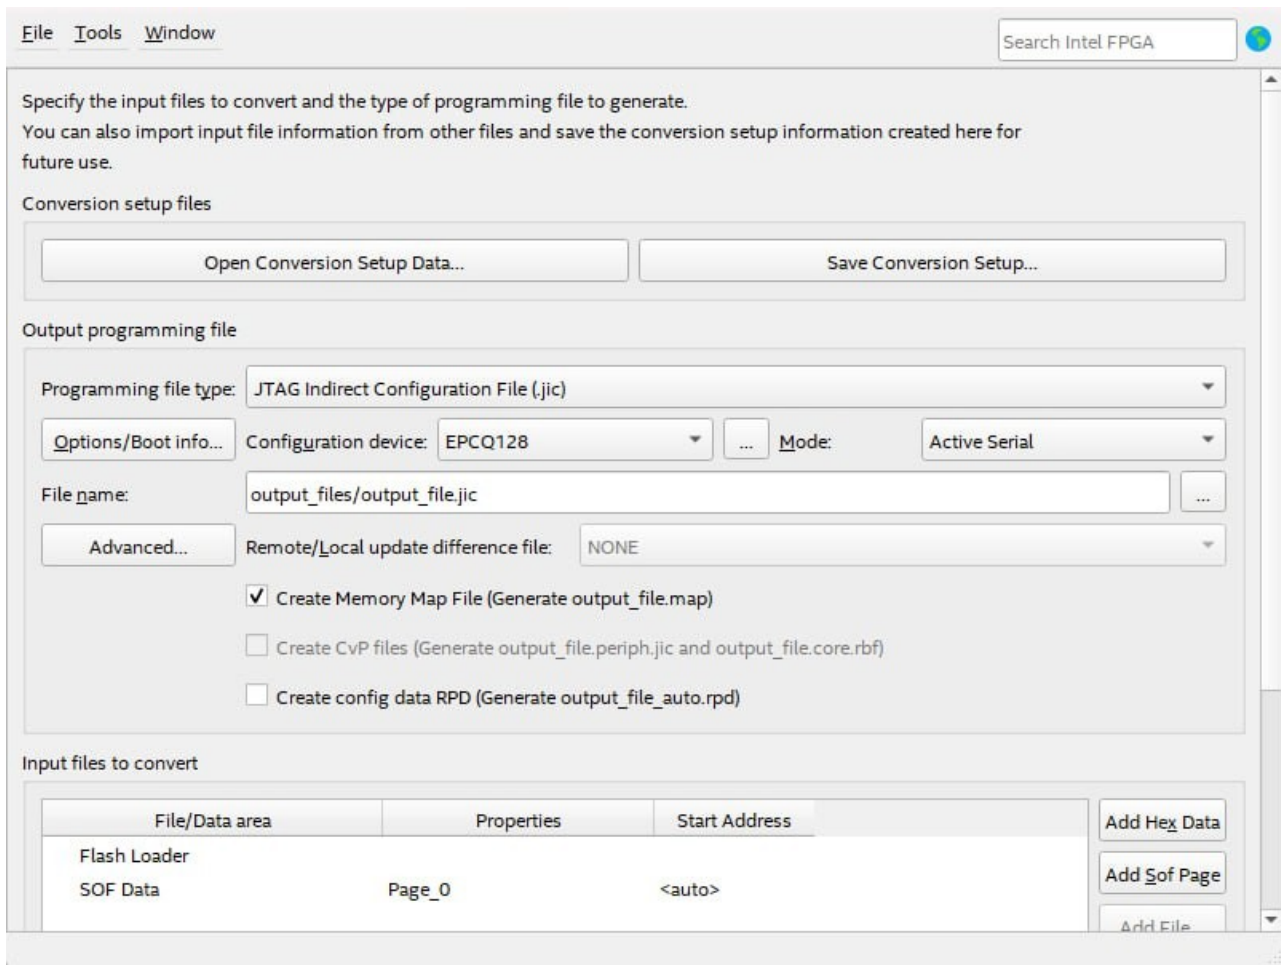 File Tools Window
Search Intel FPGA
Specify the input files to convert and the type of programming file to generate.
You can also import input file information from other files and save the conversion setup information created here for
future use.
Conversion setup files
Open Conversion Setup Data...
Save Conversion Setup...
Output programming file
Programming file type: JTAG Indirect Configuration File (.jic)
Options/Boot info... Configuration device: EPCQ128 ... Mode: Active Serial
File name: output_files/output_file.jic ...
Advanced... Remote/Local update difference file: NONE
Create Memory Map File (Generate output_file.map)
Create CvP files (Generate output_file.periph.jic and output_file.core.rbf)
Create config data RPD (Generate output_file_auto.rpd)
Input files to convert
File/Data area Properties Start Address
Add Hex Data
Flash Loader
SOF Data Page_0 <auto>
Add Sof Page
Add File...